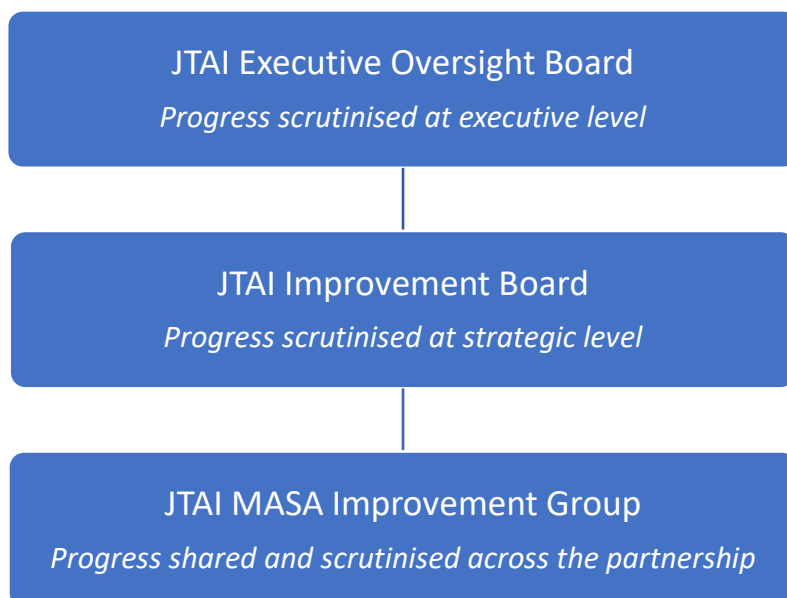 JTAI Executive Oversight Board
Progress scrutinised at executive level
JTAI Improvement Board
Progress scrutinised at strategic level
JTAI MASA Improvement Group
Progress shared and scrutinised across the partnership